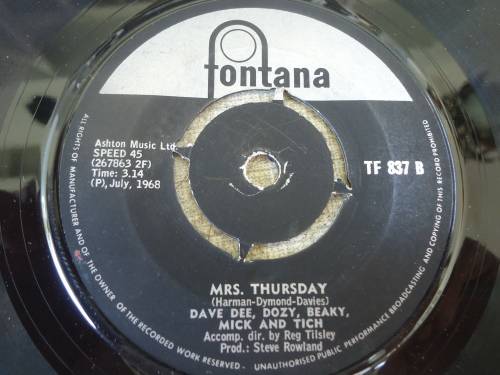 fontana
Ashton Music Ltd
SPEED 45
(267863 2F)
Time: 3.14
(P), July, 1968
TF 837 B
MRS. THURSDAY
(Harman-Dymond-Davies)
DAVE DEE, DOZY, BEAKY,
MICK AND TICH
Accomp. dir. by Reg Tilsley
Prod.: Steve Rowland
ALL RIGHTS OF MANUFACTURER AND OF THE OWNER OF THE RECORDED WORK RESERVED - UNAUTHORISED PUBLIC PERFORMANCE BROADCASTING AND COPYING OF THIS RECORD PROHIBITED